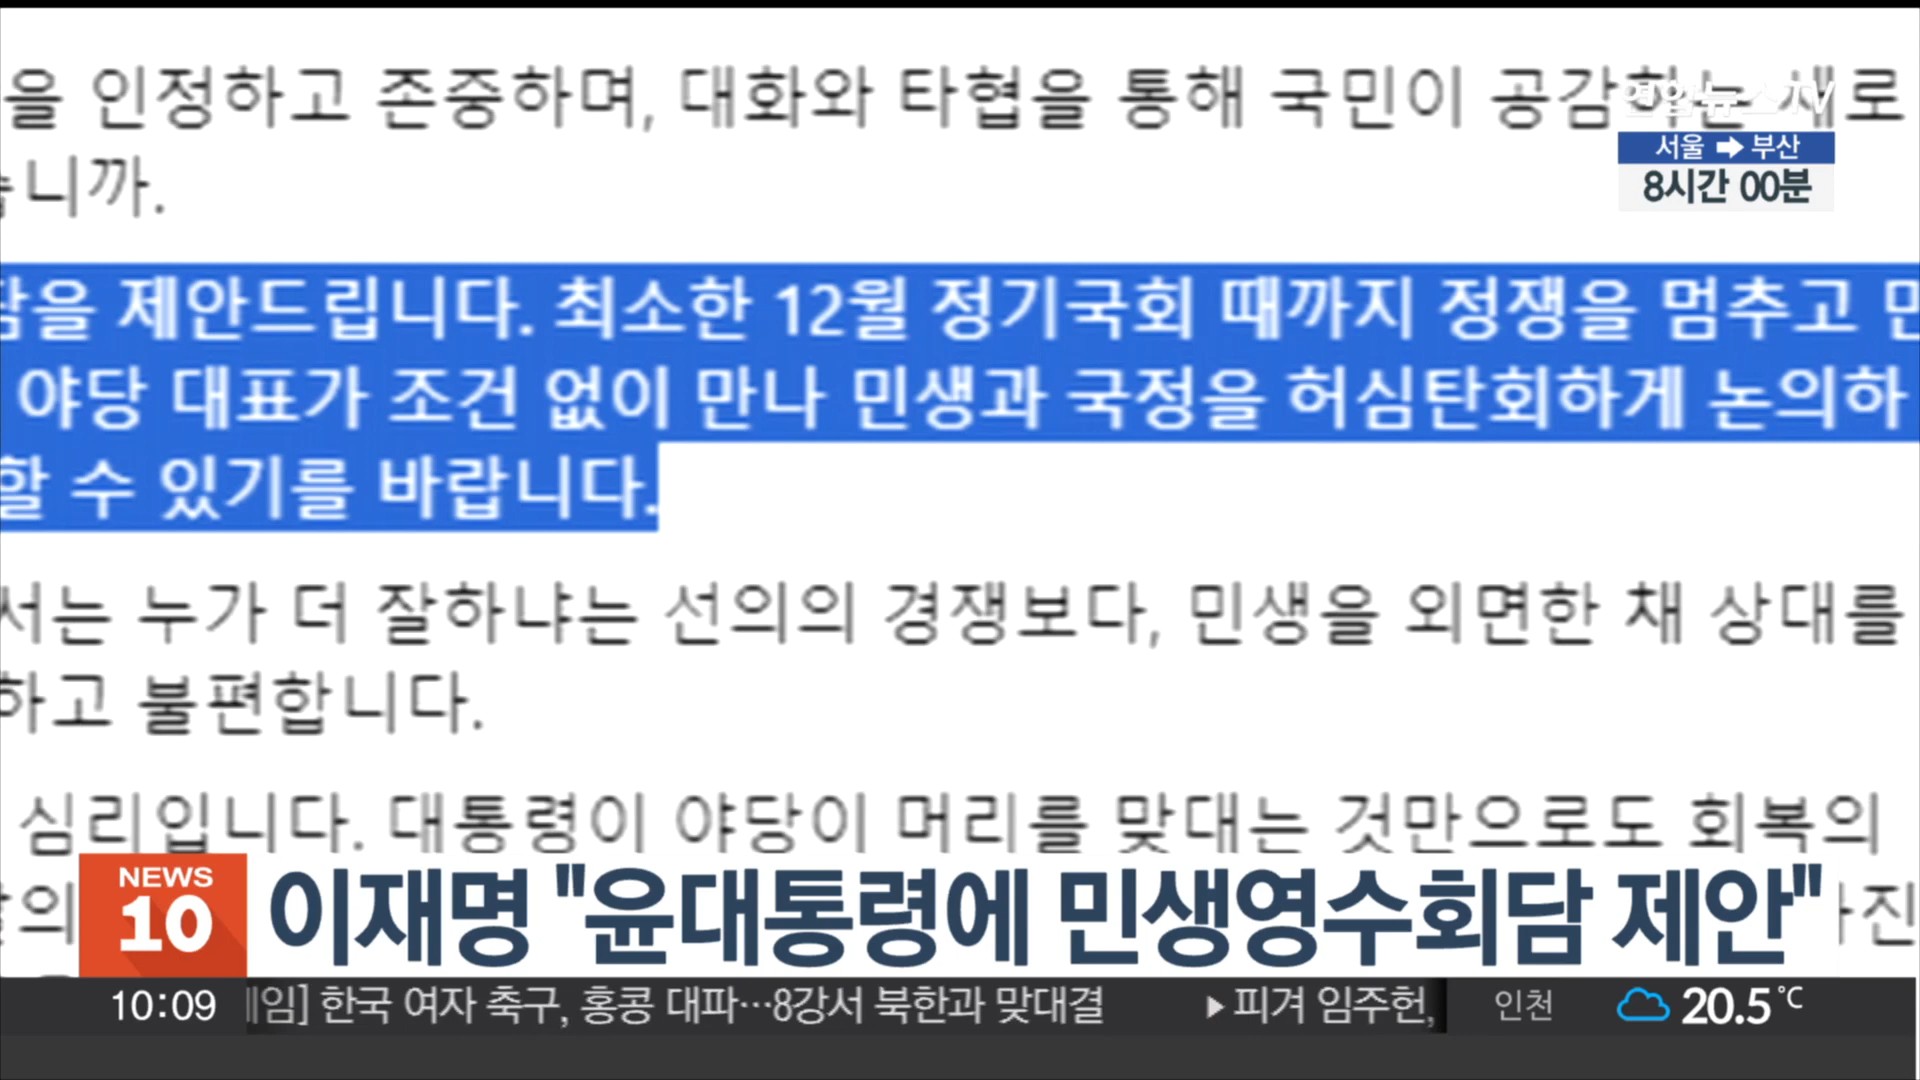 을 인정하고 존중하며, 대화와 타협을 통해 국민이 공감하는 새로
연합뉴스TV
서울 ➡ 부산
8시간 00분
습니까.
담을 제안드립니다. 최소한 12월 정기국회 때까지 정쟁을 멈추고 민
야당 대표가 조건 없이 만나 민생과 국정을 허심탄회하게 논의하
할 수 있기를 바랍니다.
서는 누가 더 잘하냐는 선의의 경쟁보다, 민생을 외면한 채 상대를
하고 불편합니다.
심리입니다. 대통령이 야당이 머리를 맞대는 것만으로도 회복의
NEWS
10
이재명 "윤대통령에 민생영수회담 제안"
10:09
임] 한국 여자 축구, 홍콩 대파…8강서 북한과 맞대결 ▶피겨 임주헌,
인천
20.5℃